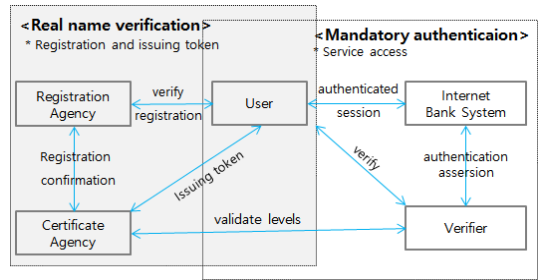 <Real name verification>
* Registration and issuing token
<Mandatory authenticaion>
* Service access
Registration
Agency
verify
registration
User
authenticated
session
Internet
Bank System
Registration
confirmation
Issuing token
verify
authentication
assersion
Certificate
Agency
validate levels
Verifier